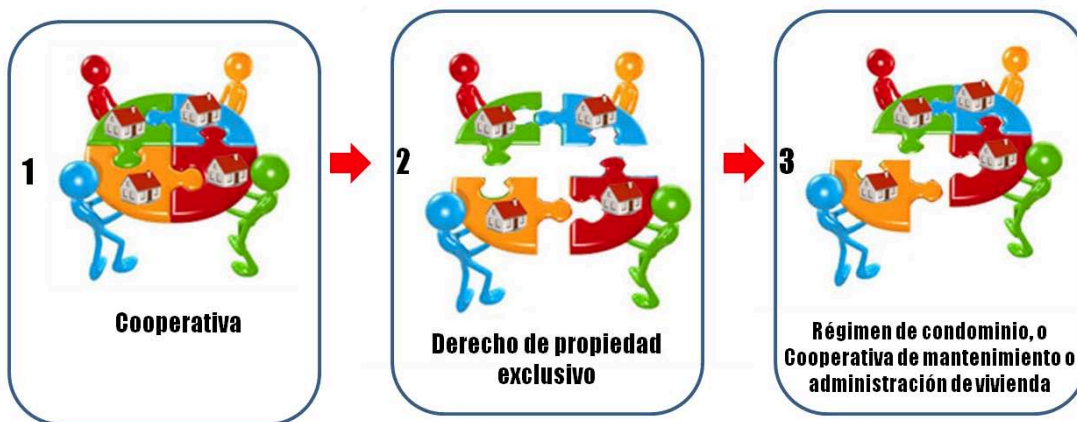 1
Cooperativa
2
Derecho de propiedad
exclusivo
3
Régimen de condominio, o
Cooperativa de mantenimiento o
administración de vivienda